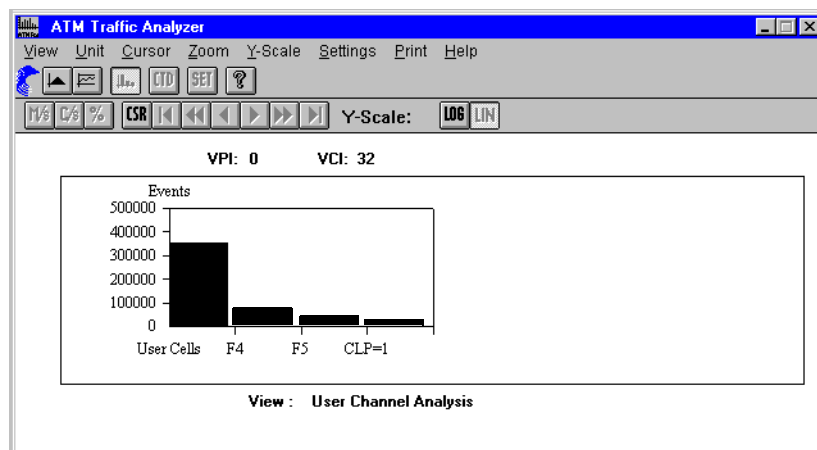 ATM Traffic Analyzer
View Unit Cursor Zoom Y-Scale Settings Print Help
CTD SET ?
M/s C/s % CSR Y-Scale: LOG LIN
VPI: 0 VCI: 32
Events
500000
400000
300000
200000
100000
0
User Cells F4 F5 CLP=1
View : User Channel Analysis